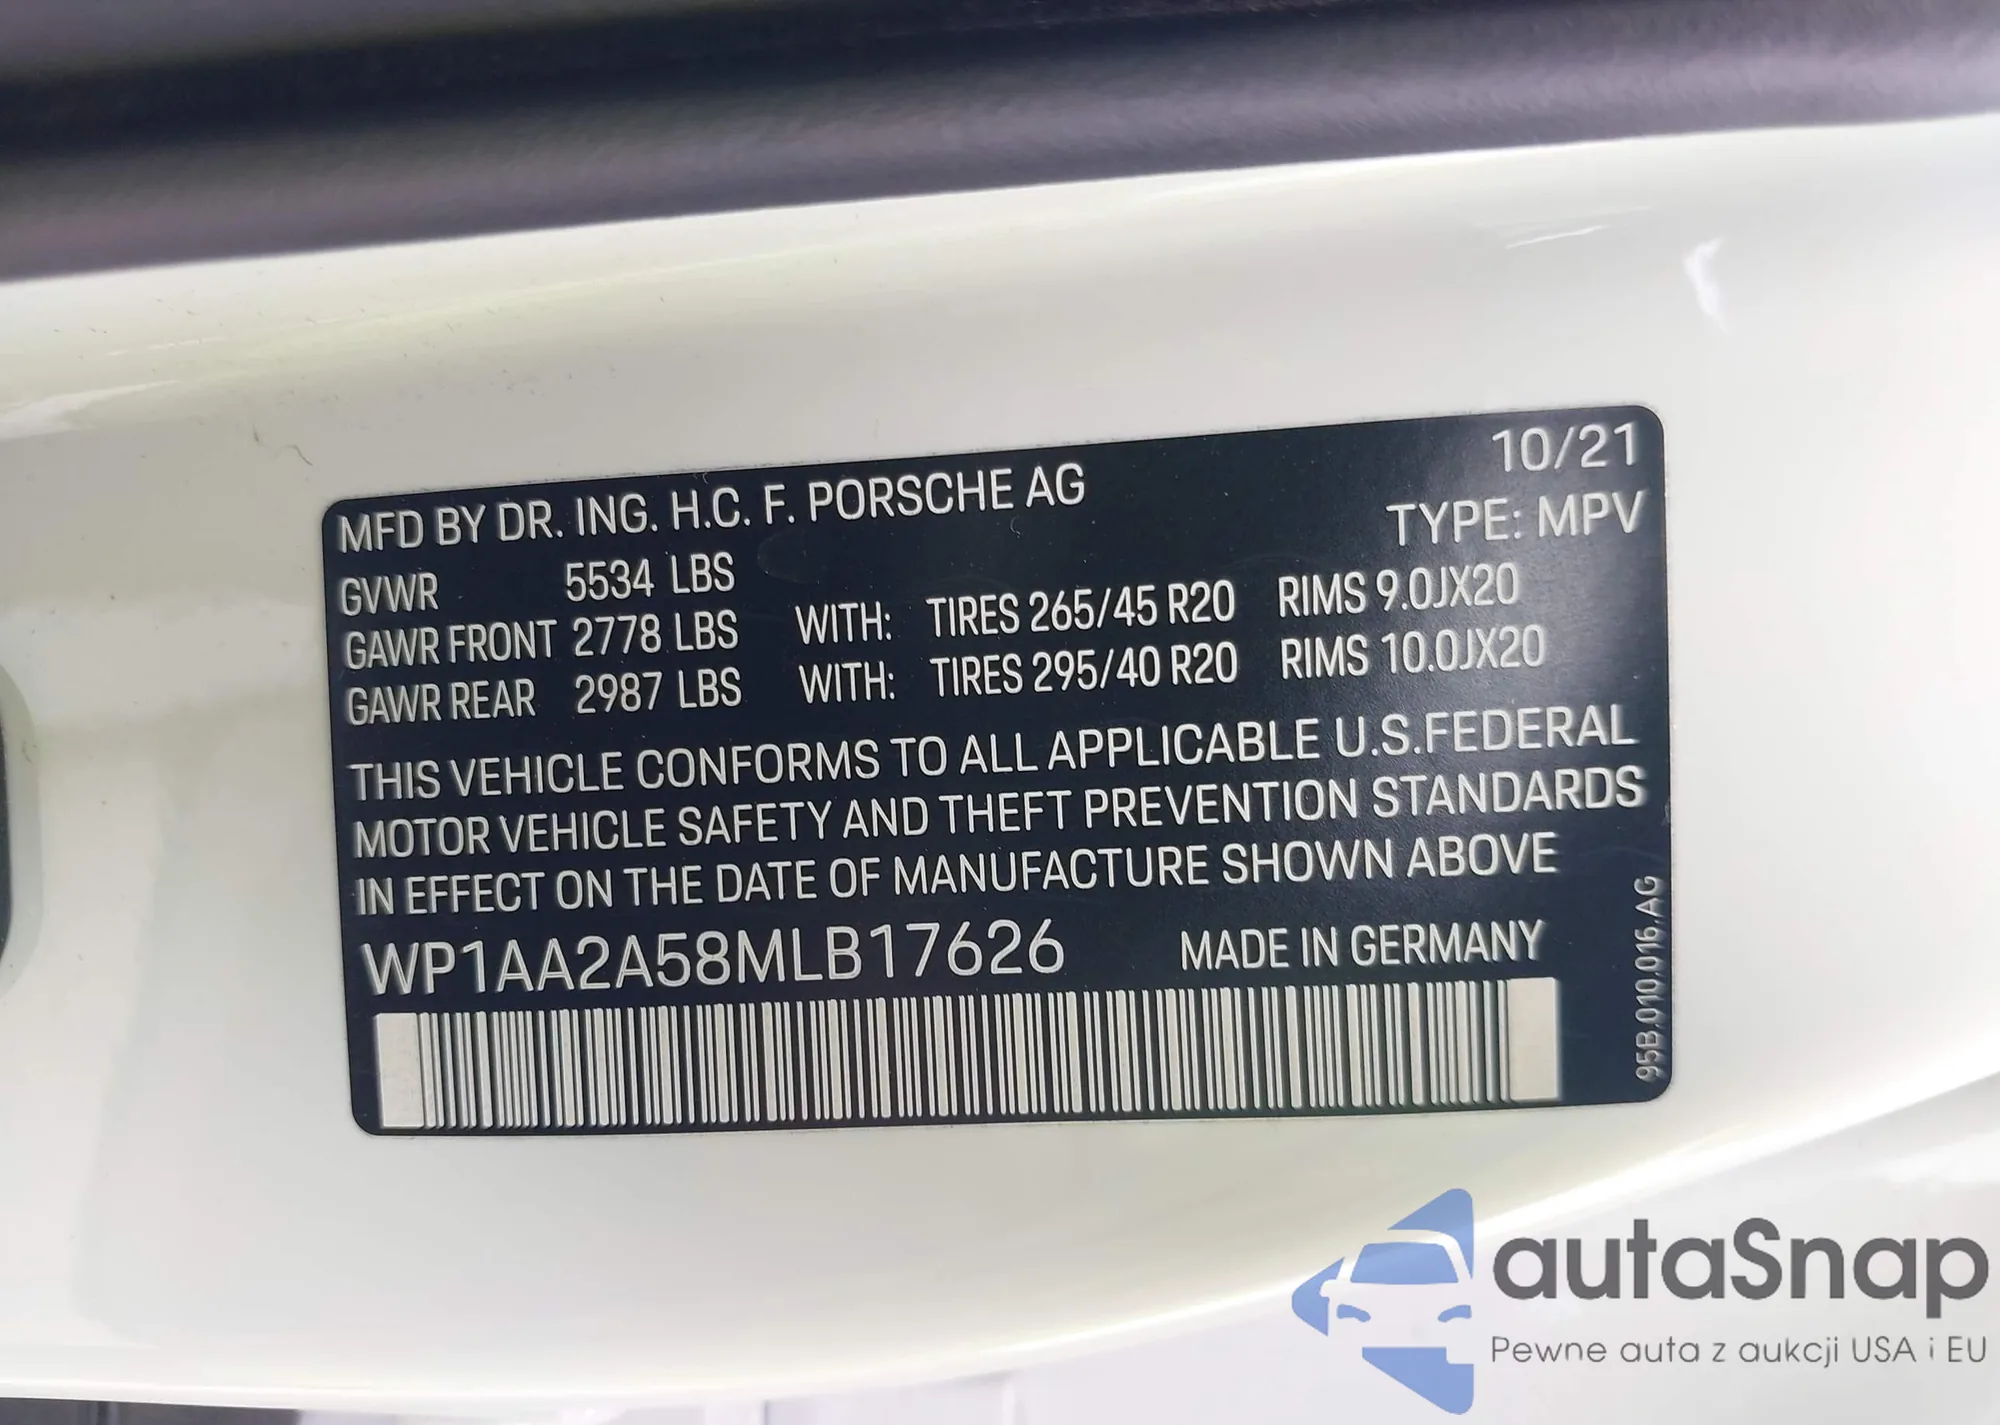 10/21
MFD BY DR. ING. H.C. F. PORSCHE AG
TYPE: MPV
GVWR 5534 LBS
GAWR FRONT 2778 LBS WITH: TIRES 265/45 R20 RIMS 9.0JX20
GAWR REAR 2987 LBS WITH: TIRES 295/40 R20 RIMS 10.0JX20
THIS VEHICLE CONFORMS TO ALL APPLICABLE U.S.FEDERAL
MOTOR VEHICLE SAFETY AND THEFT PREVENTION STANDARDS
IN EFFECT ON THE DATE OF MANUFACTURE SHOWN ABOVE
WP1AA2A58MLB17626 MADE IN GERMANY
95B.010.016.AG
autaSnap
Pewne auta z aukcji USA i EU